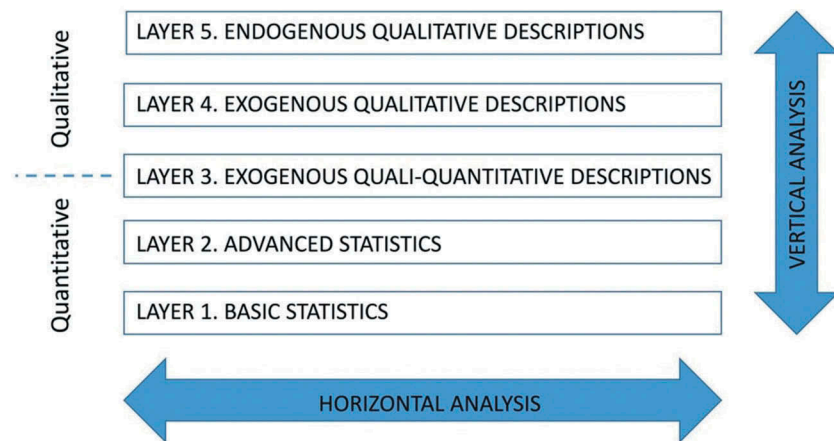 Qualitative
Quantitative
LAYER 5. ENDOGENOUS QUALITATIVE DESCRIPTIONS
LAYER 4. EXOGENOUS QUALITATIVE DESCRIPTIONS
LAYER 3. EXOGENOUS QUALI-QUANTITATIVE DESCRIPTIONS
LAYER 2. ADVANCED STATISTICS
LAYER 1. BASIC STATISTICS
VERTICAL ANALYSIS
HORIZONTAL ANALYSIS